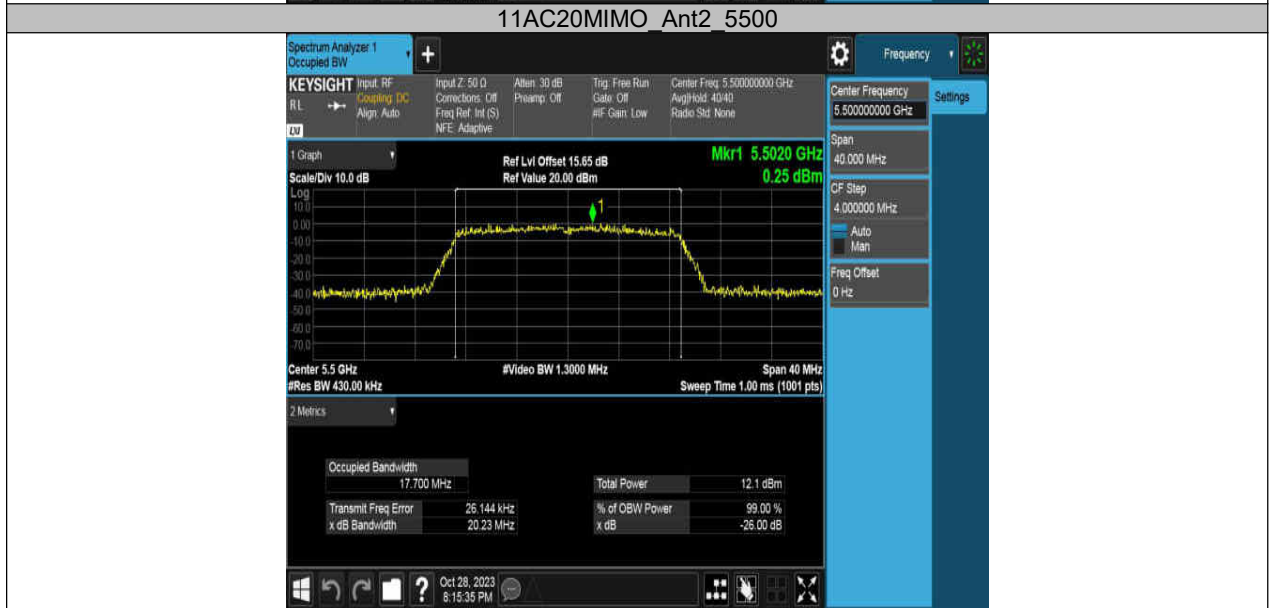 11AC20MIMO_Ant2_5500
Spectrum Analyzer 1
Occupied BW
+
Frequency
KEYSIGHT Input: RF
RL
Coupling: DC
Align: Auto
Input Z: 50 Ω
Corrections: Off
Freq Ref: Int (S)
NFE: Adaptive
Atten: 30 dB
Preamp: Off
Trig: Free Run
Gate: Off
#IF Gain: Low
Center Freq: 5.500000000 GHz
Avg|Hold: 40/40
Radio Std: None
Center Frequency
5.500000000 GHz
Settings
Span
40.000 MHz
CF Step
4.000000 MHz
Auto
Man
Freq Offset
0 Hz
1 Graph
Scale/Div 10.0 dB
Ref Lvl Offset 15.65 dB
Ref Value 20.00 dBm
Mkr1 5.5020 GHz
0.25 dBm
Log
10.0
0.00
-10.0
-20.0
-30.0
-40.0
-50.0
-60.0
-70.0
1
Center 5.5 GHz
#Res BW 430.00 kHz
#Video BW 1.3000 MHz
Span 40 MHz
Sweep Time 1.00 ms (1001 pts)
2 Metrics
Occupied Bandwidth
17.700 MHz
Total Power 12.1 dBm
Transmit Freq Error 26.144 kHz
% of OBW Power 99.00 %
x dB Bandwidth 20.23 MHz
x dB -26.00 dB
?
Oct 28, 2023
8:15:35 PM